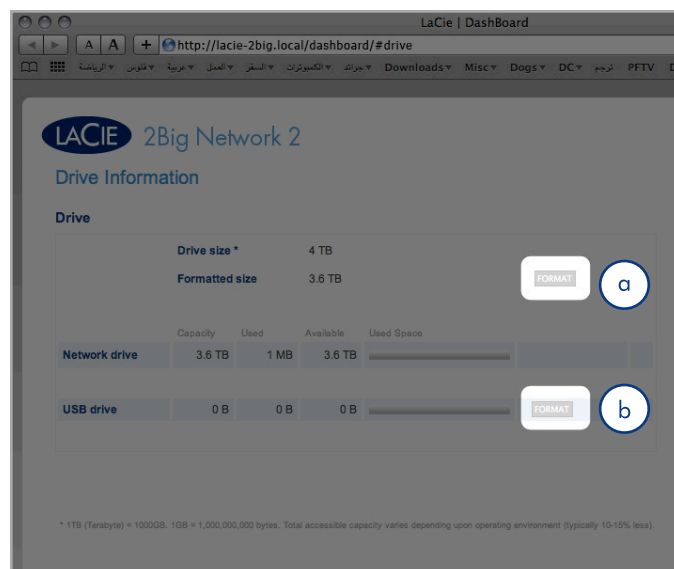 LaCie | DashBoard
A A + http://lacie-2big.local/dashboard/#drive
الرياضة فلوس عربية العمل السفر الكمبيوترات جرائد Downloads Misc Dogs DC ترجم PFTV
LACIE 2Big Network 2
Drive Information
Drive
Drive size * 4 TB
Formatted size 3.6 TB FORMAT a
Capacity Used Available Used Space
Network drive 3.6 TB 1 MB 3.6 TB
USB drive 0 B 0 B 0 B FORMAT b
* 1TB (Terabyte) = 1000GB. 1GB = 1,000,000,000 bytes. Total accessible capacity varies depending upon operating environment (typically 10-15% less).